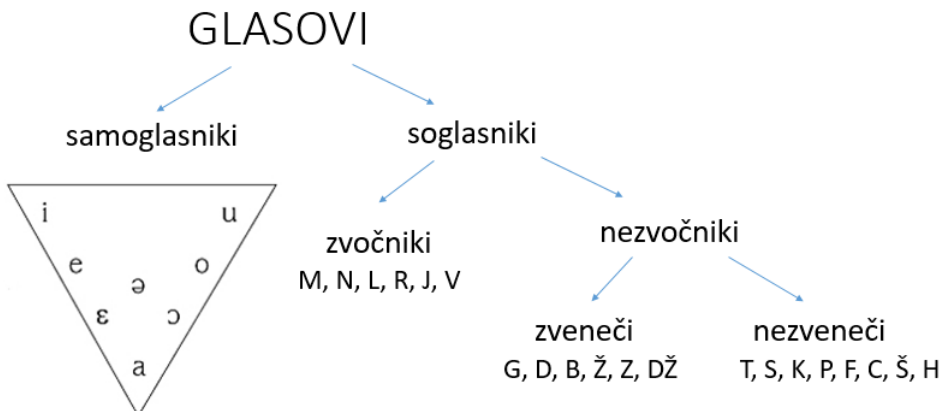 GLASOVI
samoglasniki
soglasniki
i u
e o
ə
ɛ ɔ
a
zvočniki
M, N, L, R, J, V
nezvočniki
zveneči
G, D, B, Ž, Z, DŽ
nezveneči
T, S, K, P, F, C, Š, H